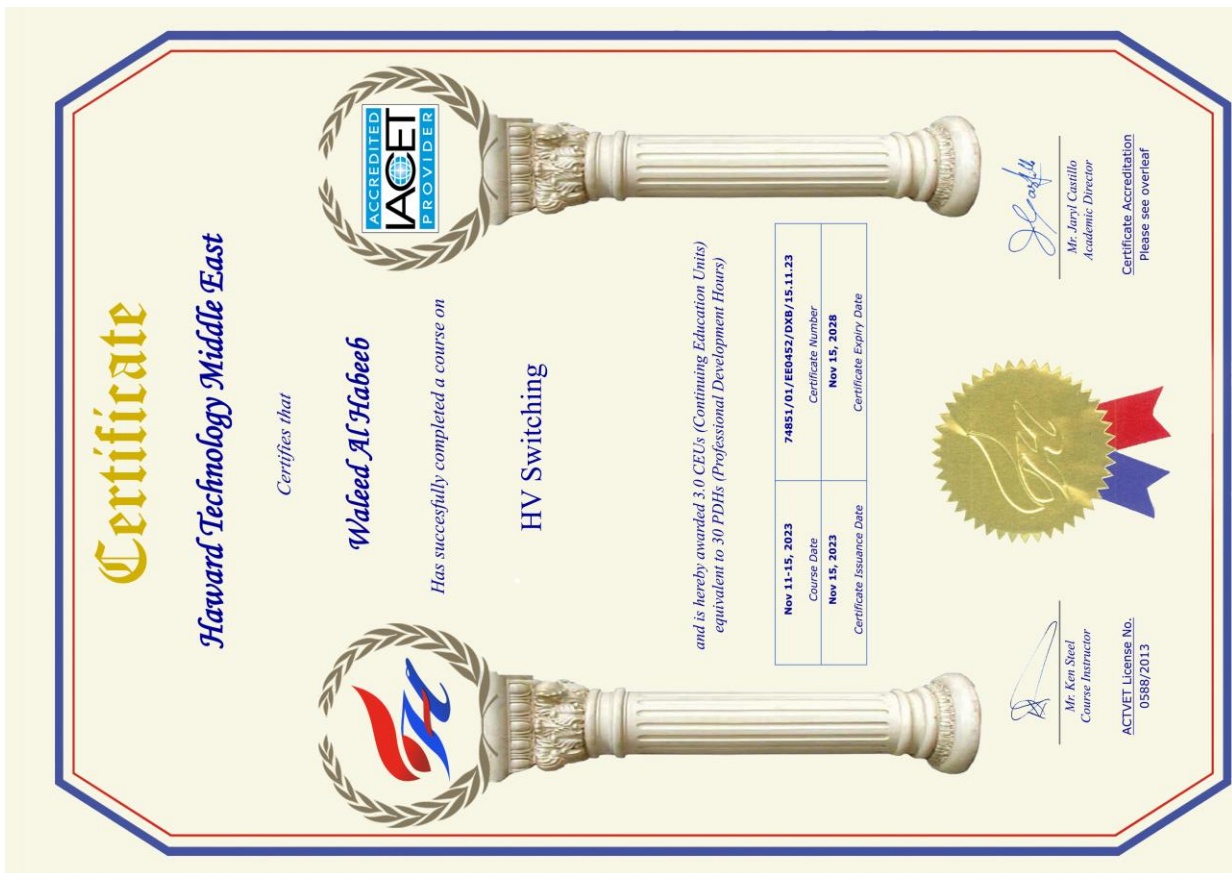 Certificate
Haward Technology Middle East
Certifies that
ACCREDITED
IACET
PROVIDER
Waleed Al Habeeb
Has succesfully completed a course on
HV Switching
and is hereby awarded 3.0 CEUs (Continuing Education Units)
equivalent to 30 PDHs (Professional Development Hours)
Nov 11-15, 2023
Course Date
74851/01/EE0452/DXB/15.11.23
Certificate Number
Nov 15, 2023
Certificate Issuance Date
Nov 15, 2028
Certificate Expiry Date
Mr. Ken Steel
Course Instructor
Mr. Jaryl Castillo
Academic Director
ACTVET License No.
0588/2013
Certificate Accreditation
Please see overleaf